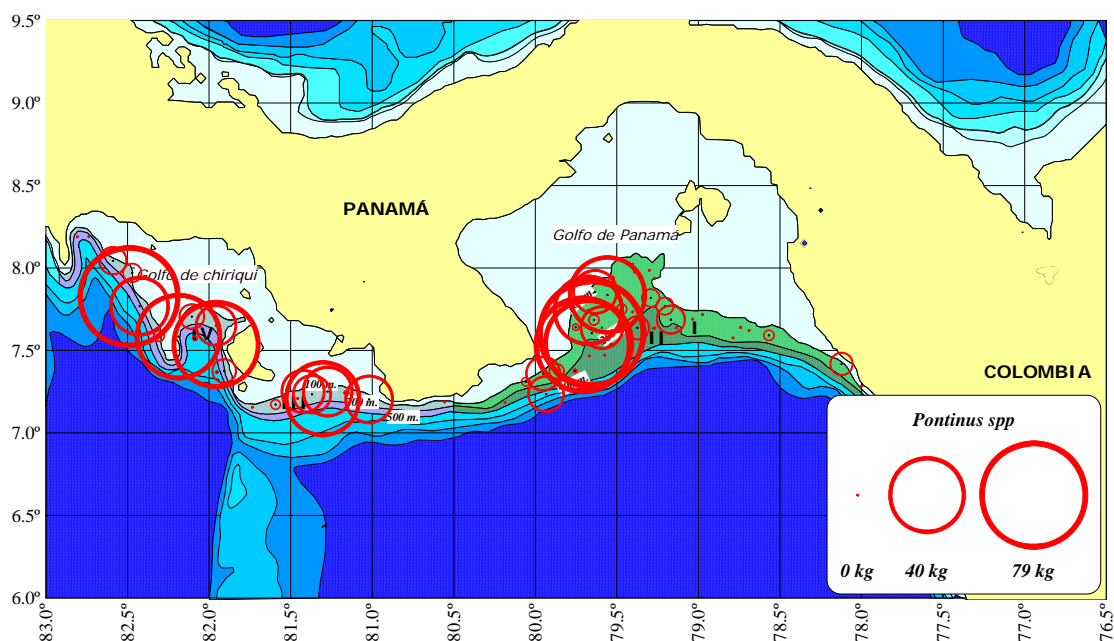 9.5º
9.0º
8.5º
8.0º
7.5º
7.0º
6.5º
6.0º
PANAMÁ
Golfo de Panamá
Golfo de chiriquí
COLOMBIA
I
II
III
IV
100 m.
500 m.
Pontinus spp
0 kg
40 kg
79 kg
83.0º
82.5º
82.0º
81.5º
81.0º
80.5º
80.0º
79.5º
79.0º
78.5º
78.0º
77.5º
77.0º
76.5º